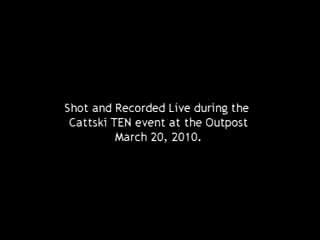 Shot and Recorded Live during the
Cattski TEN event at the Outpost
March 20, 2010.